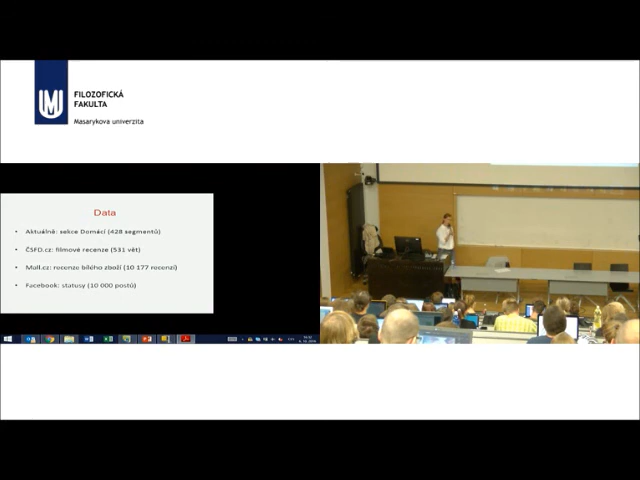 FILOZOFICKÁ
FAKULTA
Masarykova univerzita
Data
• Aktuálně: sekce Domácí (428 segmentů)
• ČSFD.cz: filmové recenze (531 vět)
• Mall.cz: recenze bílého zboží (10 177 recenzí)
• Facebook: statusy (10 000 postů)